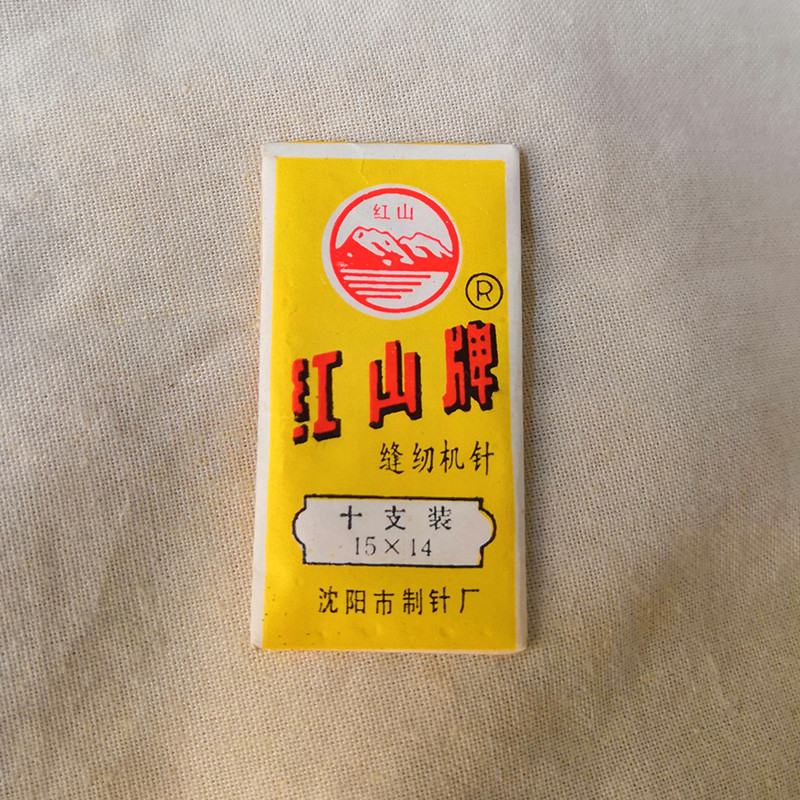 红山
®
红山牌
缝纫机针
十支装
15×14
沈阳市制针厂